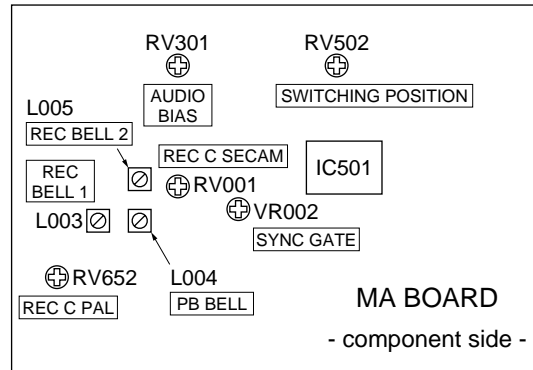 RV301
RV502
AUDIO
BIAS
SWITCHING POSITION
L005
REC BELL 2
REC C SECAM
REC
BELL 1
IC501
RV001
VR002
L003
SYNC GATE
RV652
L004
REC C PAL
PB BELL
MA BOARD
- component side -